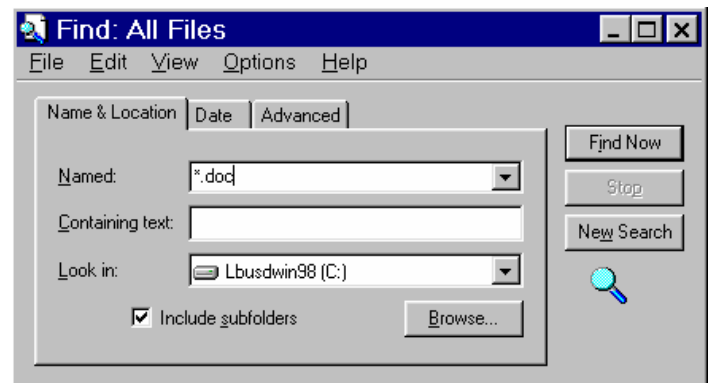 Find: All Files
File Edit View Options Help
Name & Location Date Advanced
Find Now
Named: *.doc
Stop
Containing text:
New Search
Look in: Lbusdwin98 (C:)
Include subfolders Browse...